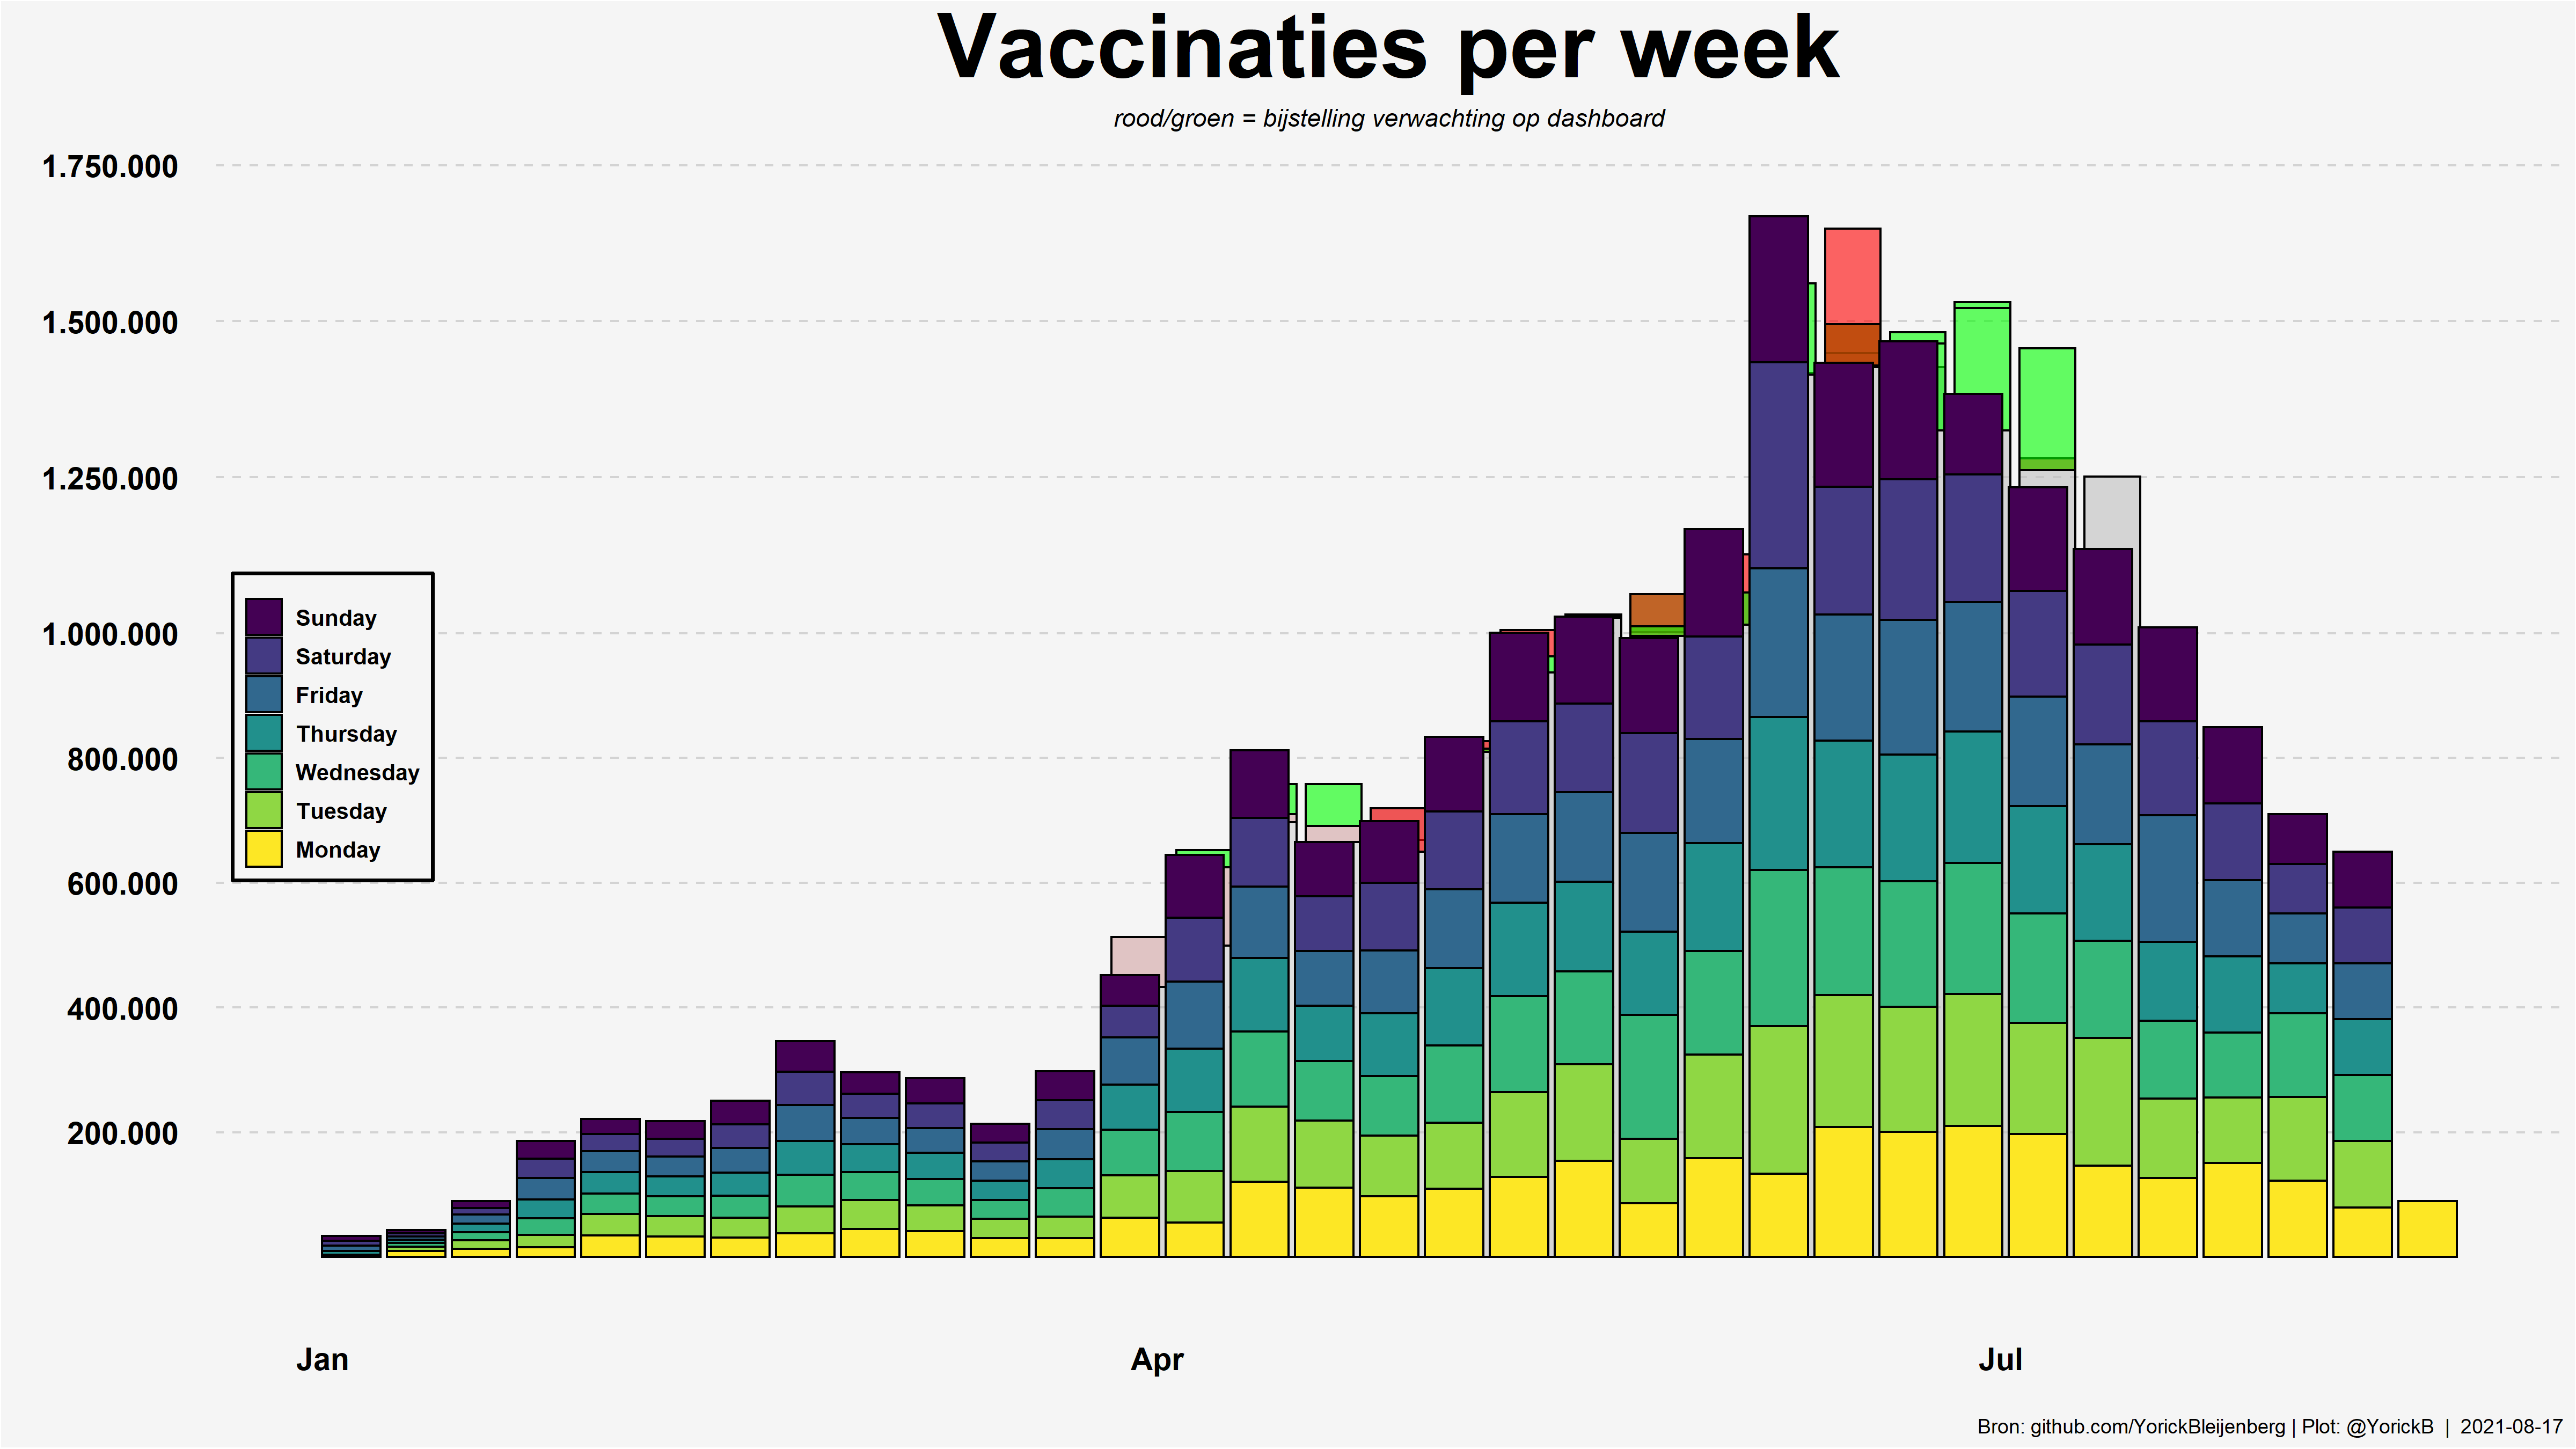 Vaccinaties per week
rood/groen = bijstelling verwachting op dashboard
1.750.000
1.500.000
1.250.000
1.000.000
800.000
600.000
400.000
200.000
Sunday
Saturday
Friday
Thursday
Wednesday
Tuesday
Monday
Jan
Apr
Jul
Bron: github.com/YorickBleijenberg | Plot: @YorickB | 2021-08-17